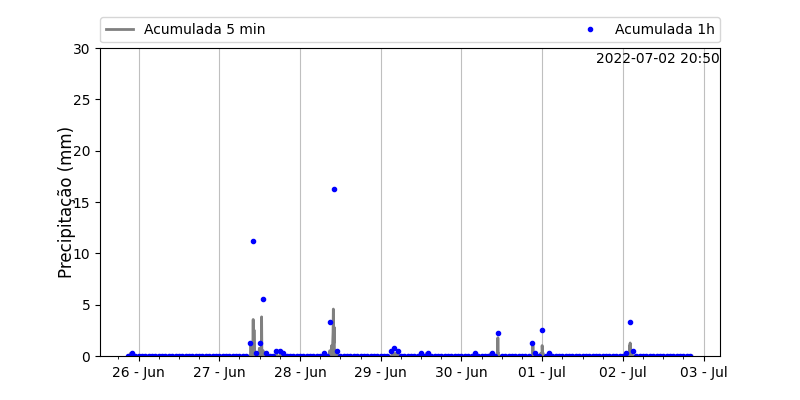 Acumulada 5 min
Acumulada 1h
2022-07-02 20:50
Precipitação (mm)
30
25
20
15
10
5
0
26 - Jun
27 - Jun
28 - Jun
29 - Jun
30 - Jun
01 - Jul
02 - Jul
03 - Jul